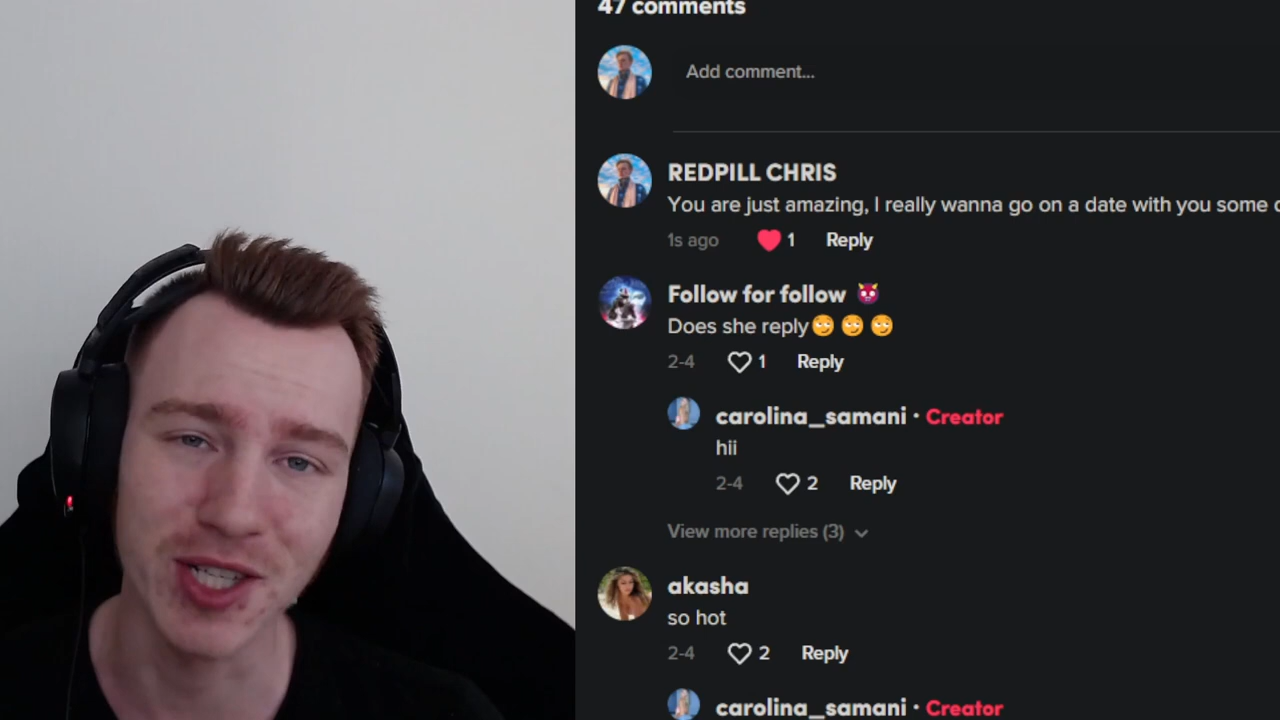 47 comments
Add comment...
REDPILL CHRIS
You are just amazing, I really wanna go on a date with you some
1s ago 1 Reply
Follow for follow 👿
Does she reply🙄 🙄 🙄
2-4 1 Reply
carolina_samani · Creator
hii
2-4 2 Reply
View more replies (3)
akasha
so hot
2-4 2 Reply
carolina_samani · Creator